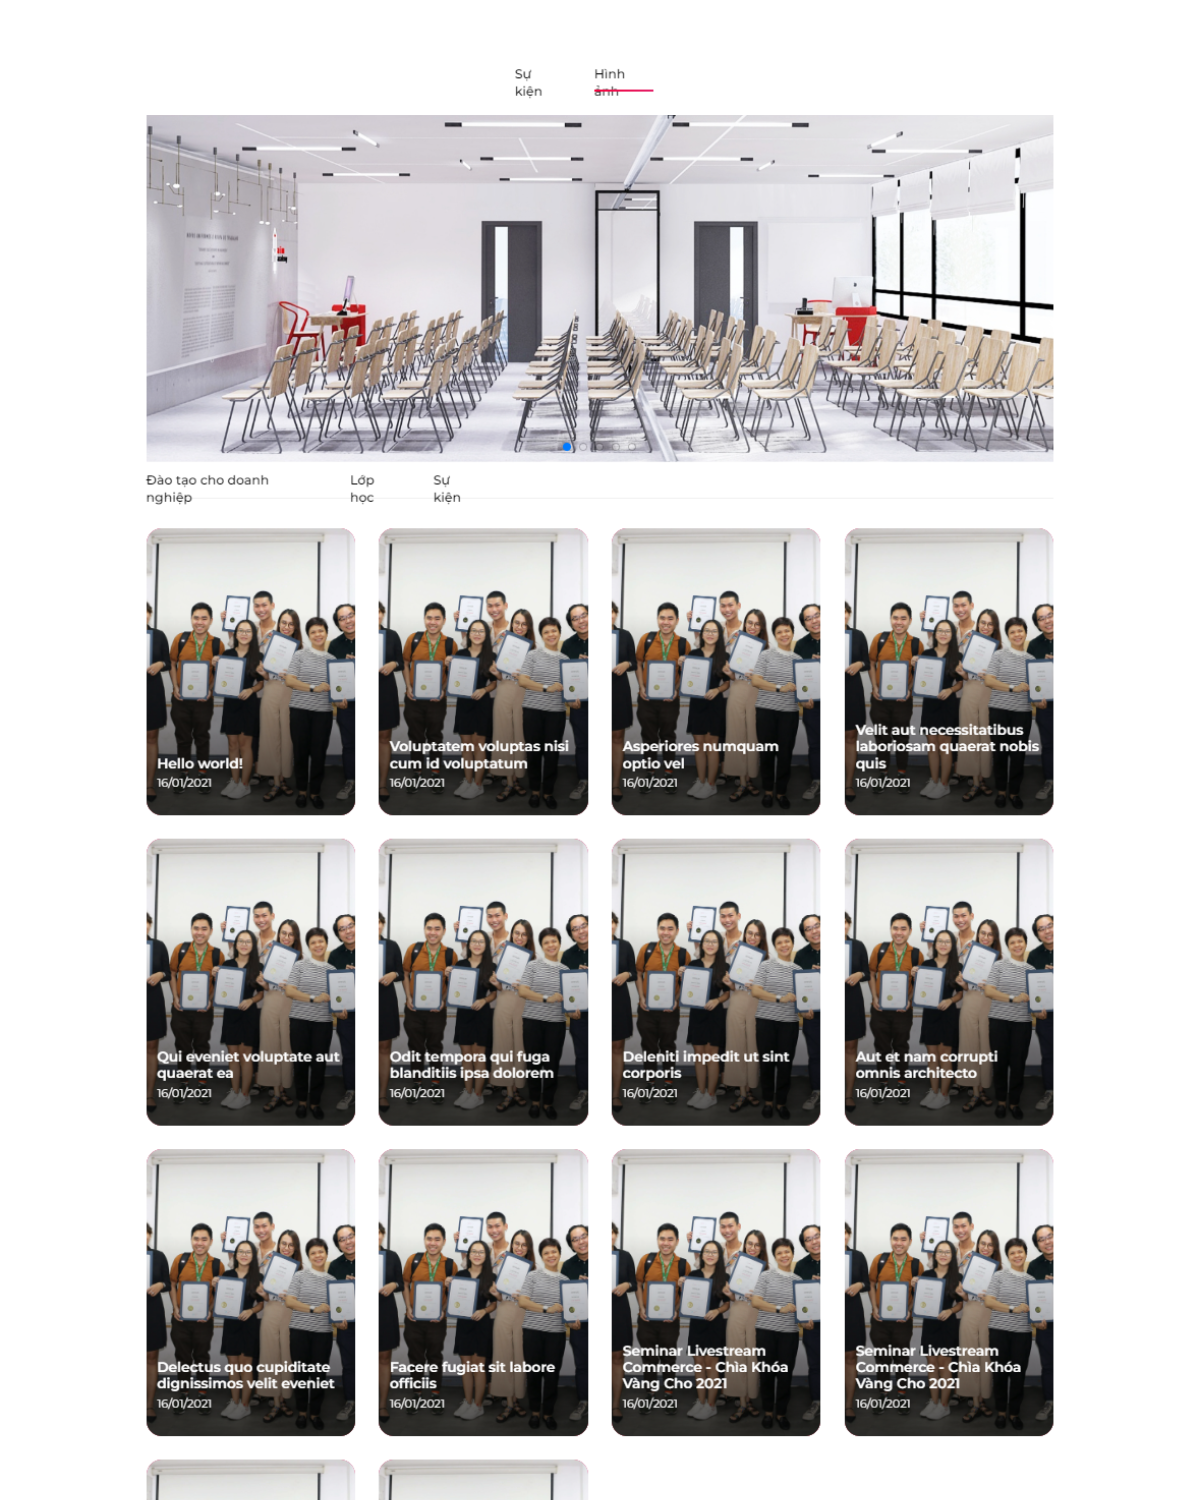 Sự
kiện
Hình
ảnh
Đào tạo cho doanh
nghiệp
Lớp
học
Sự
kiện
Hello world!
16/01/2021
Voluptatem voluptas nisi
cum id voluptatum
16/01/2021
Asperiores numquam
optio vel
16/01/2021
Velit aut necessitatibus
laboriosam quaerat nobis
quis
16/01/2021
Qui eveniet voluptate aut
quaerat ea
16/01/2021
Odit tempora qui fuga
blanditiis ipsa dolorem
16/01/2021
Deleniti impedit ut sint
corporis
16/01/2021
Aut et nam corrupti
omnis architecto
16/01/2021
Delectus quo cupiditate
dignissimos velit eveniet
16/01/2021
Facere fugiat sit labore
officiis
16/01/2021
Seminar Livestream
Commerce - Chìa Khóa
Vàng Cho 2021
16/01/2021
Seminar Livestream
Commerce - Chìa Khóa
Vàng Cho 2021
16/01/2021